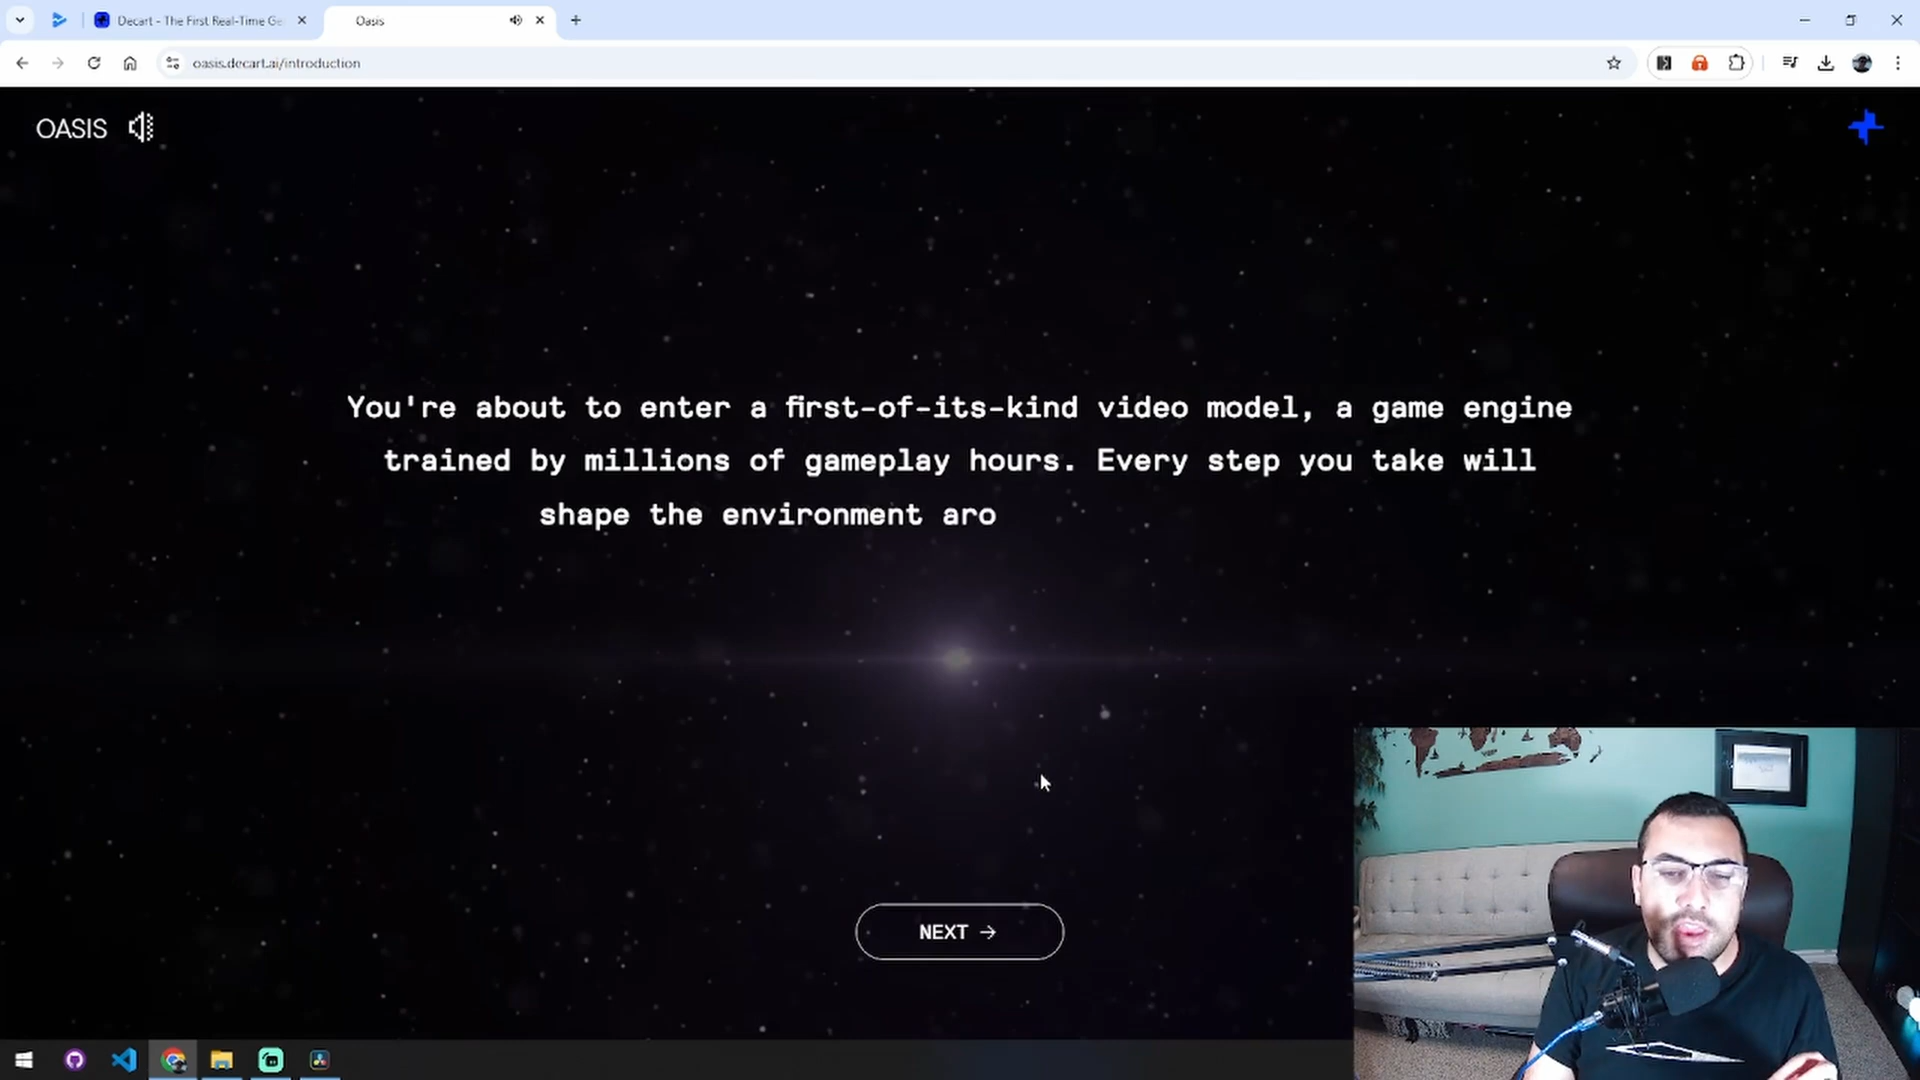 Decart - The First Real-Time Ge
Oasis
oasis.decart.ai/introduction
OASIS
You're about to enter a first-of-its-kind video model, a game engine
trained by millions of gameplay hours. Every step you take will
shape the environment aro
NEXT →